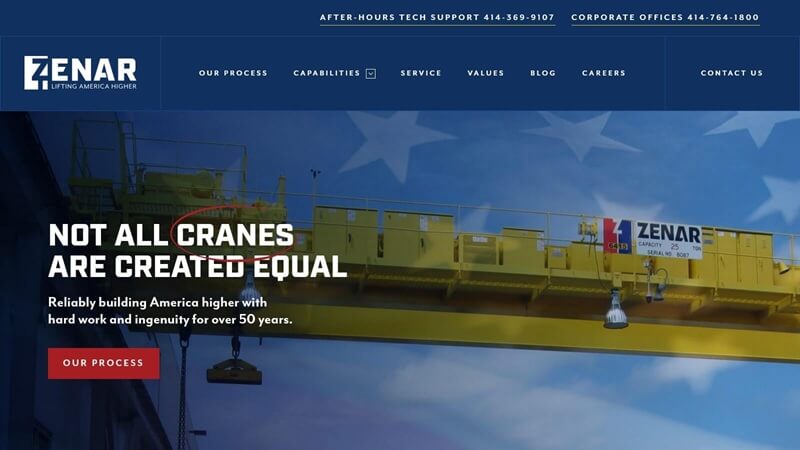 AFTER-HOURS TECH SUPPORT 414-369-9107
CORPORATE OFFICES 414-764-1800
ZENAR
LIFTING AMERICA HIGHER
OUR PROCESS
CAPABILITIES
SERVICE
VALUES
BLOG
CAREERS
CONTACT US
NOT ALL CRANES
ARE CREATED EQUAL
Reliably building America higher with
hard work and ingenuity for over 50 years.
OUR PROCESS
ZENAR
CAPACITY 25 TON
SERIAL NO 8087